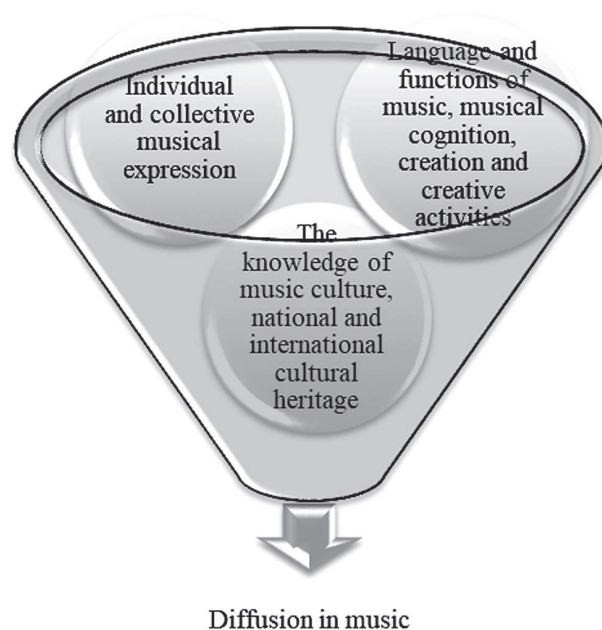 Individual
and collective
musical
expression
Language and
functions of
music, musical
cognition,
creation and
creative
activities
The
knowledge of
music culture,
national and
international
cultural
heritage
Diffusion in music